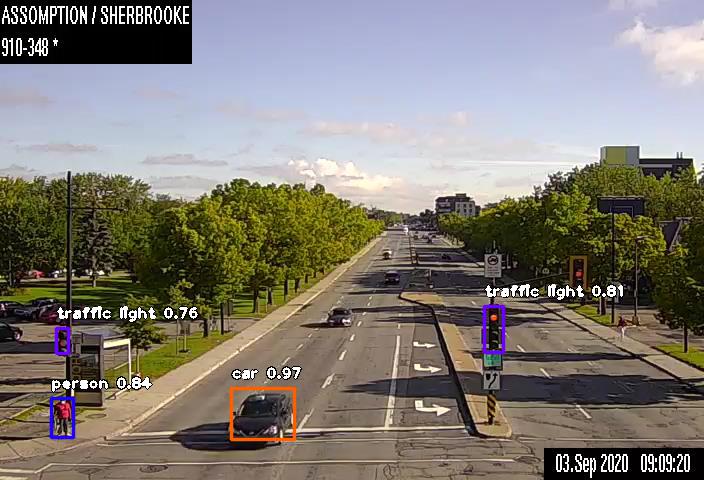 ASSOMPTION / SHERBROOKE
910-348 *
traffic light 0.81
traffic light 0.76
car 0.97
person 0.84
03.Sep 2020 09:09:20